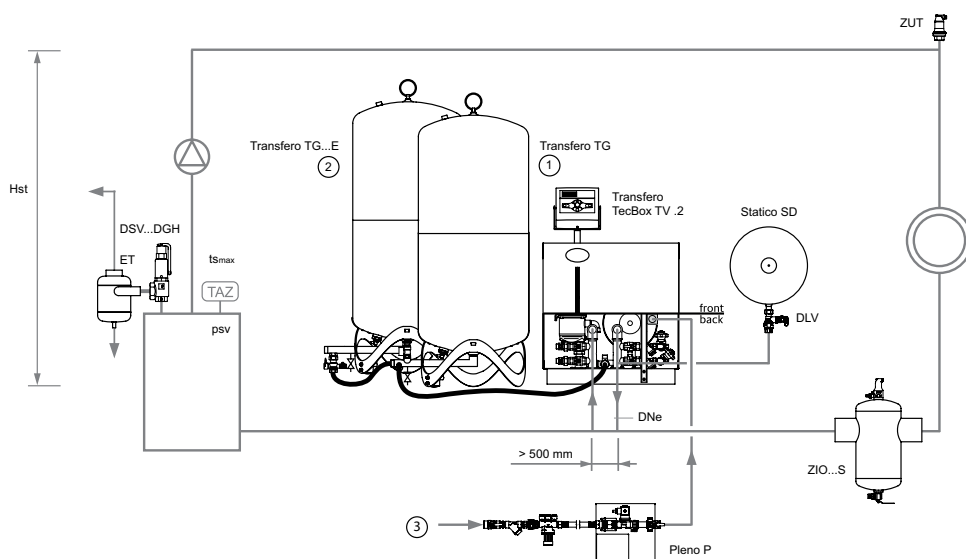 ZUT
Transfero TG...E
2
Transfero TG
1
Hst
Transfero
TecBox TV .2
Statico SD
DSV...DGH
ET
tsmax
TAZ
psv
front
back
DLV
DNe
> 500 mm
ZIO...S
3
Pleno P